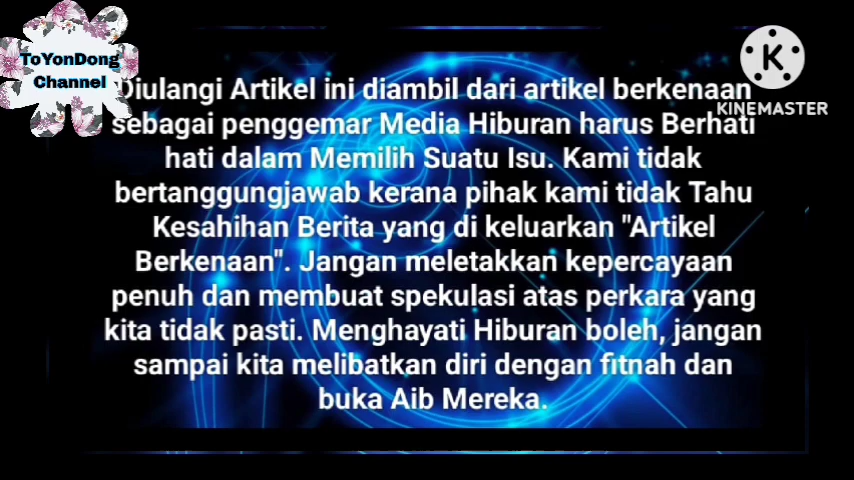 ToYonDong
Channel
KINEMASTER
Diulangi Artikel ini diambil dari artikel berkenaan
sebagai penggemar Media Hiburan harus Berhati
hati dalam Memilih Suatu Isu. Kami tidak
bertanggungjawab kerana pihak kami tidak Tahu
Kesahihan Berita yang di keluarkan "Artikel
Berkenaan". Jangan meletakkan kepercayaan
penuh dan membuat spekulasi atas perkara yang
kita tidak pasti. Menghayati Hiburan boleh, jangan
sampai kita melibatkan diri dengan fitnah dan
buka Aib Mereka.